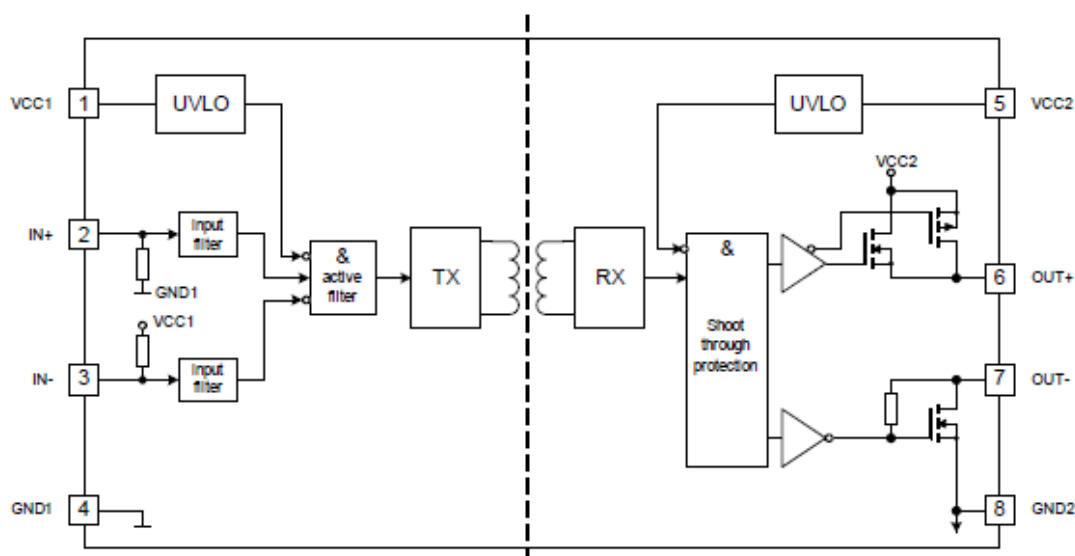 VCC1
1
UVLO
UVLO
5
VCC2
VCC2
IN+
2
Input
filter
&
active
filter
TX
RX
&
Shoot
through
protection
6
OUT+
GND1
VCC1
IN-
3
Input
filter
7
OUT-
GND1
4
8
GND2